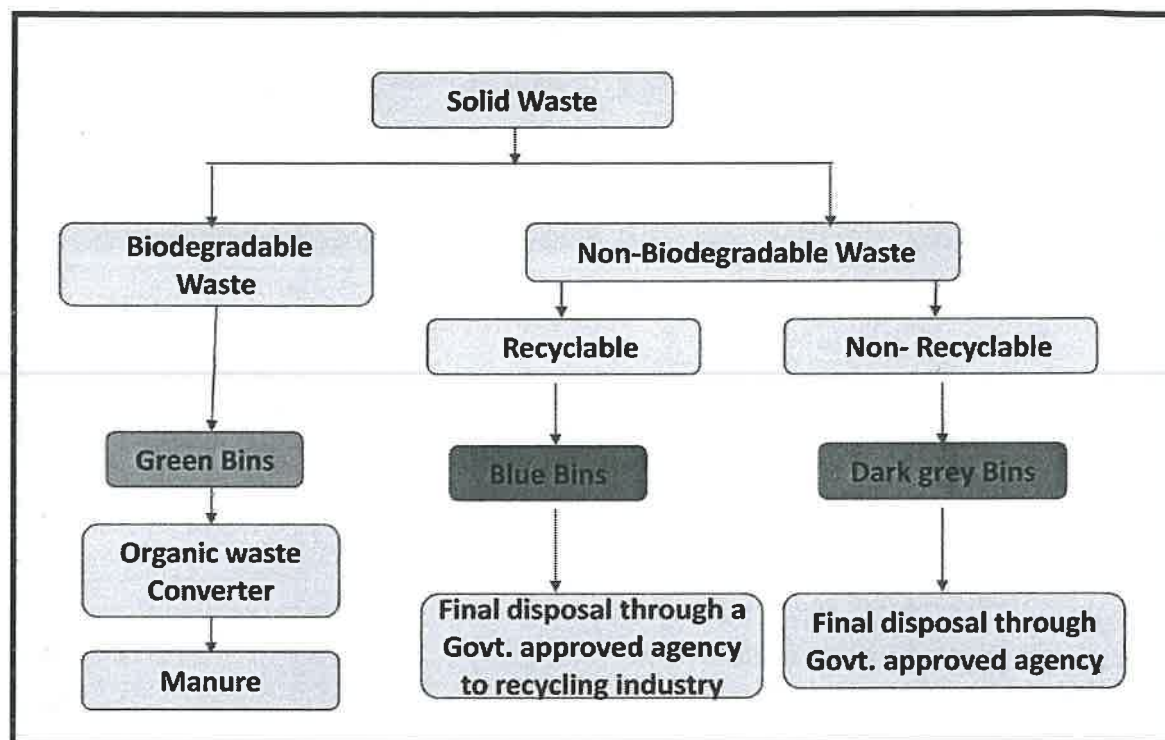 Solid Waste
Biodegradable
Waste
Non-Biodegradable Waste
Recyclable
Non- Recyclable
Green Bins
Blue Bins
Dark grey Bins
Organic waste
Converter
Final disposal through a
Govt. approved agency
to recycling industry
Final disposal through
Govt. approved agency
Manure